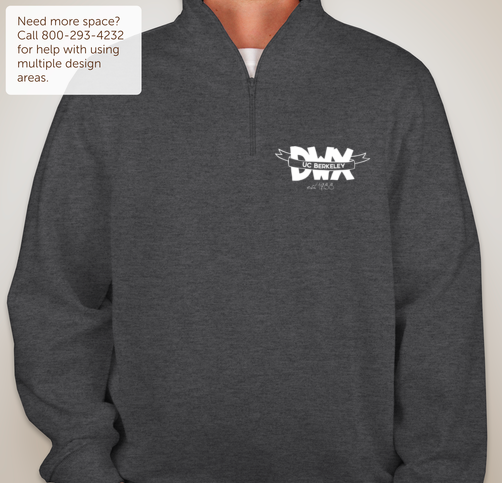 Need more space?
Call 800-293-4232
for help with using
multiple design
areas.
DWX
UC BERKELEY